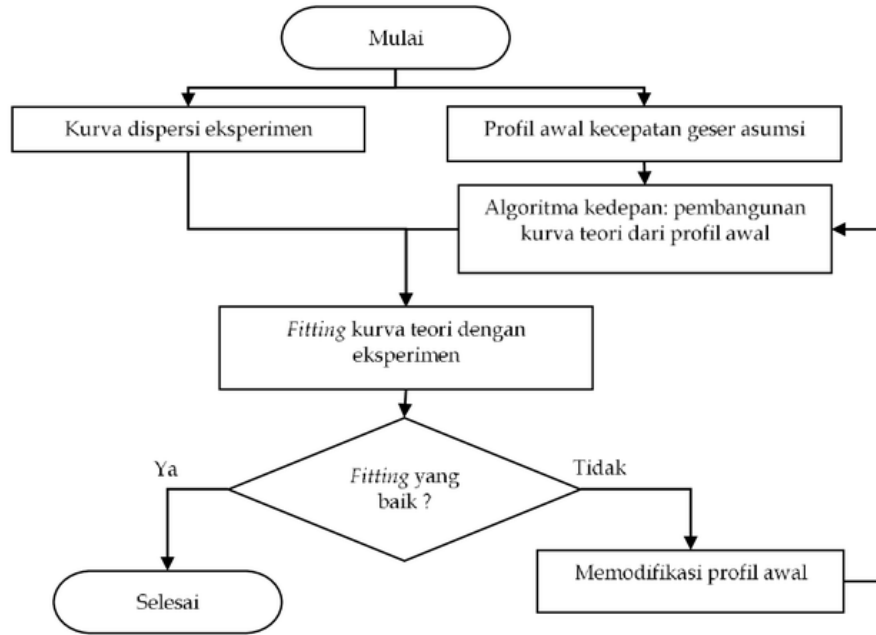 Mulai
Kurva dispersi eksperimen
Profil awal kecepatan geser asumsi
Algoritma kedepan: pembangunan
kurva teori dari profil awal
Fitting kurva teori dengan
eksperimen
Ya
Fitting yang
baik ?
Tidak
Memodifikasi profil awal
Selesai